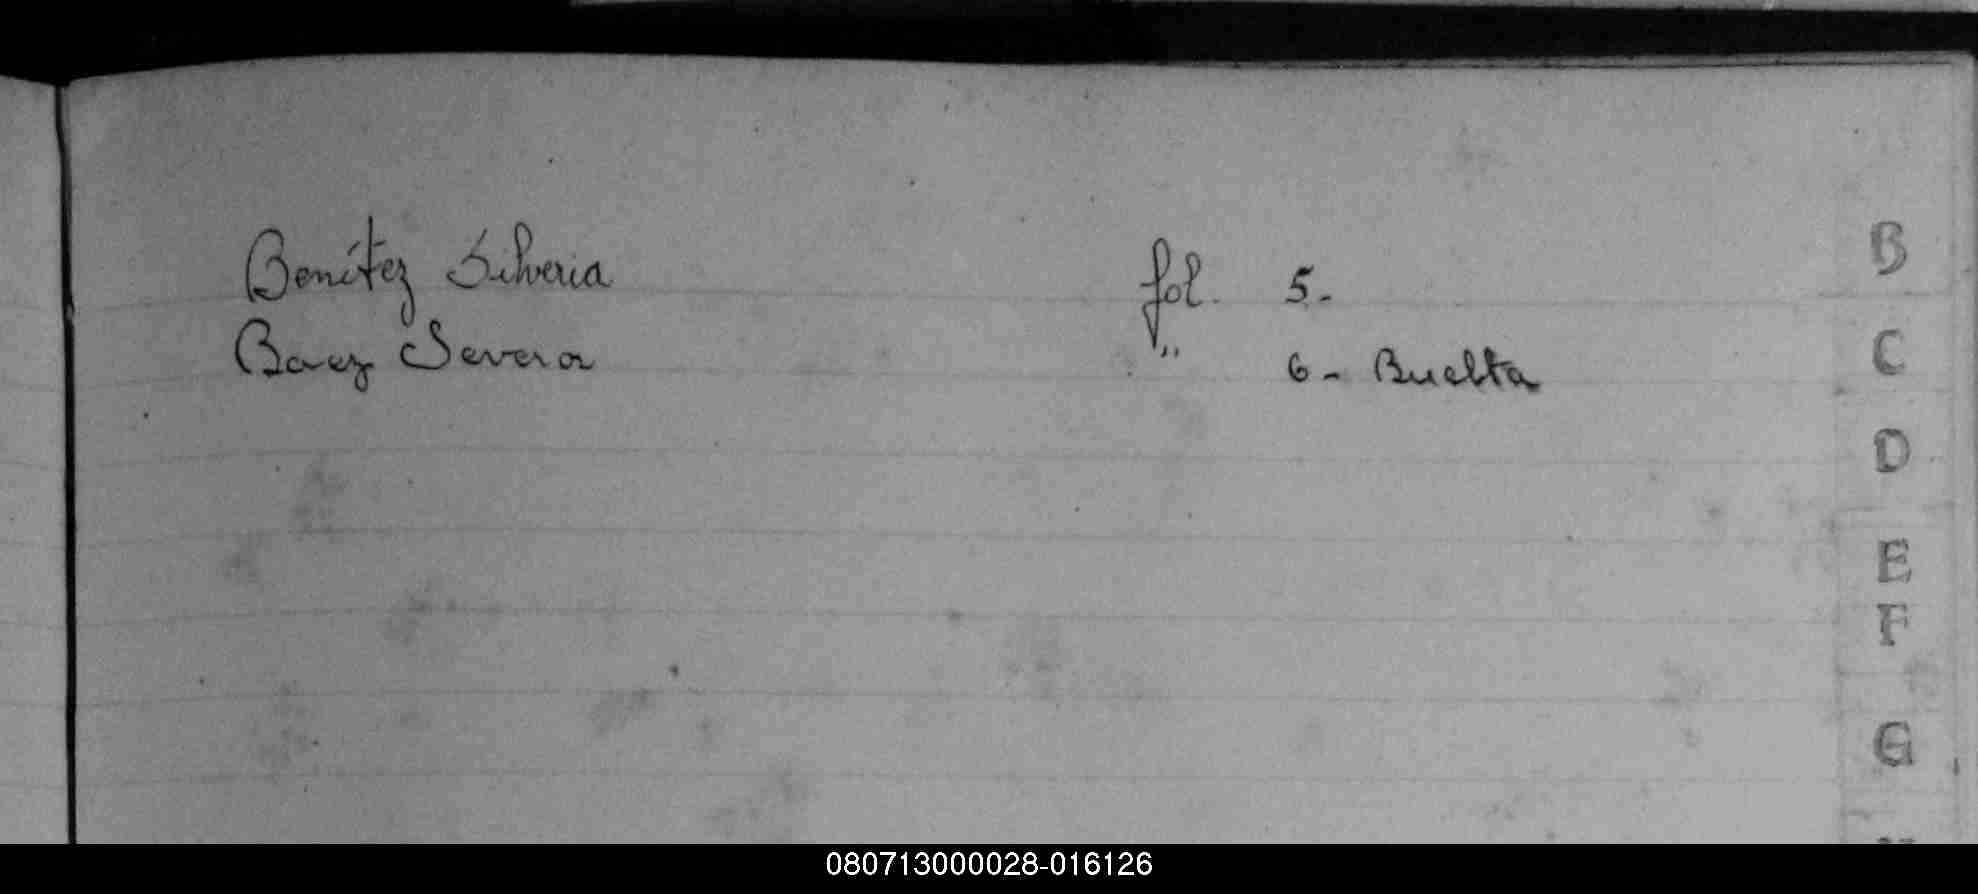 Benítez Silveria fol. 5.-
Baez Severa " 6- Buelta
B
C
D
E
F
G
080713000028-016126